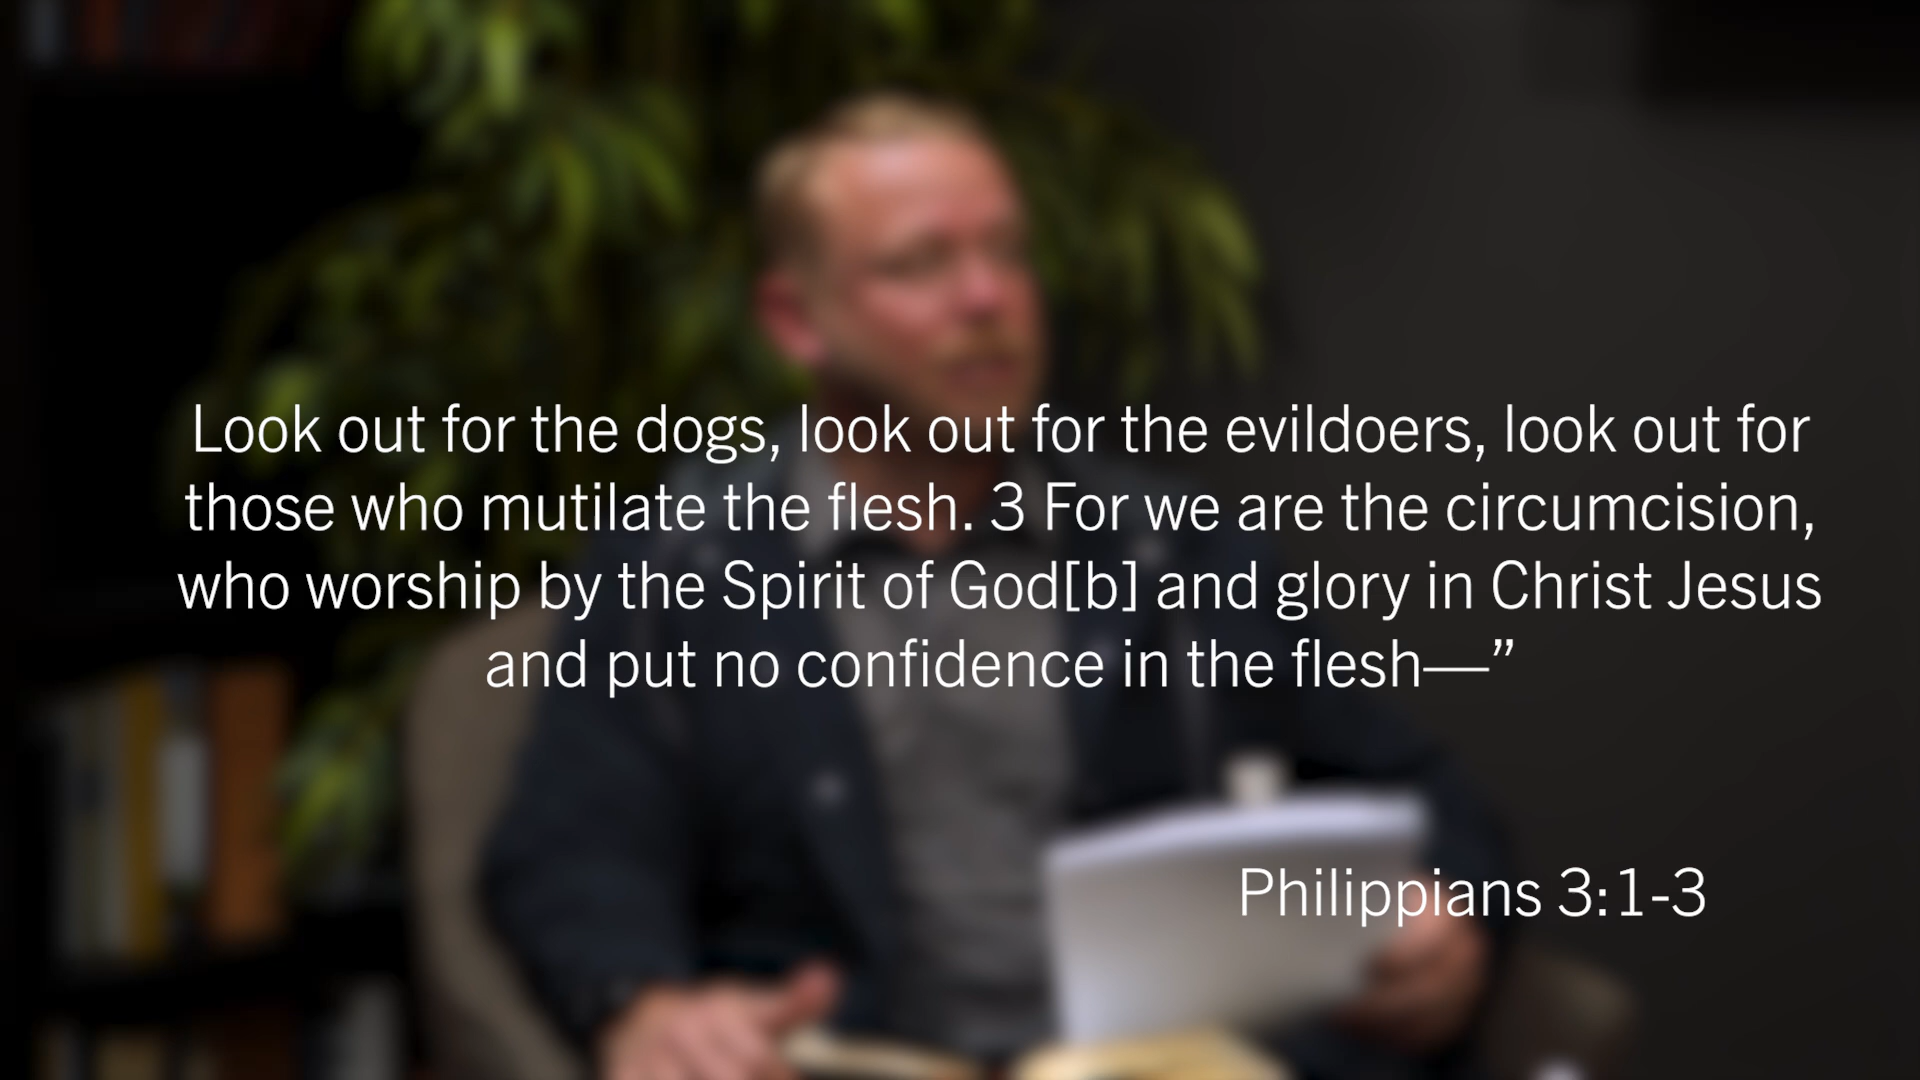 Look out for the dogs, look out for the evildoers, look out for
those who mutilate the flesh. 3 For we are the circumcision,
who worship by the Spirit of God[b] and glory in Christ Jesus
and put no confidence in the flesh—”
Philippians 3:1-3